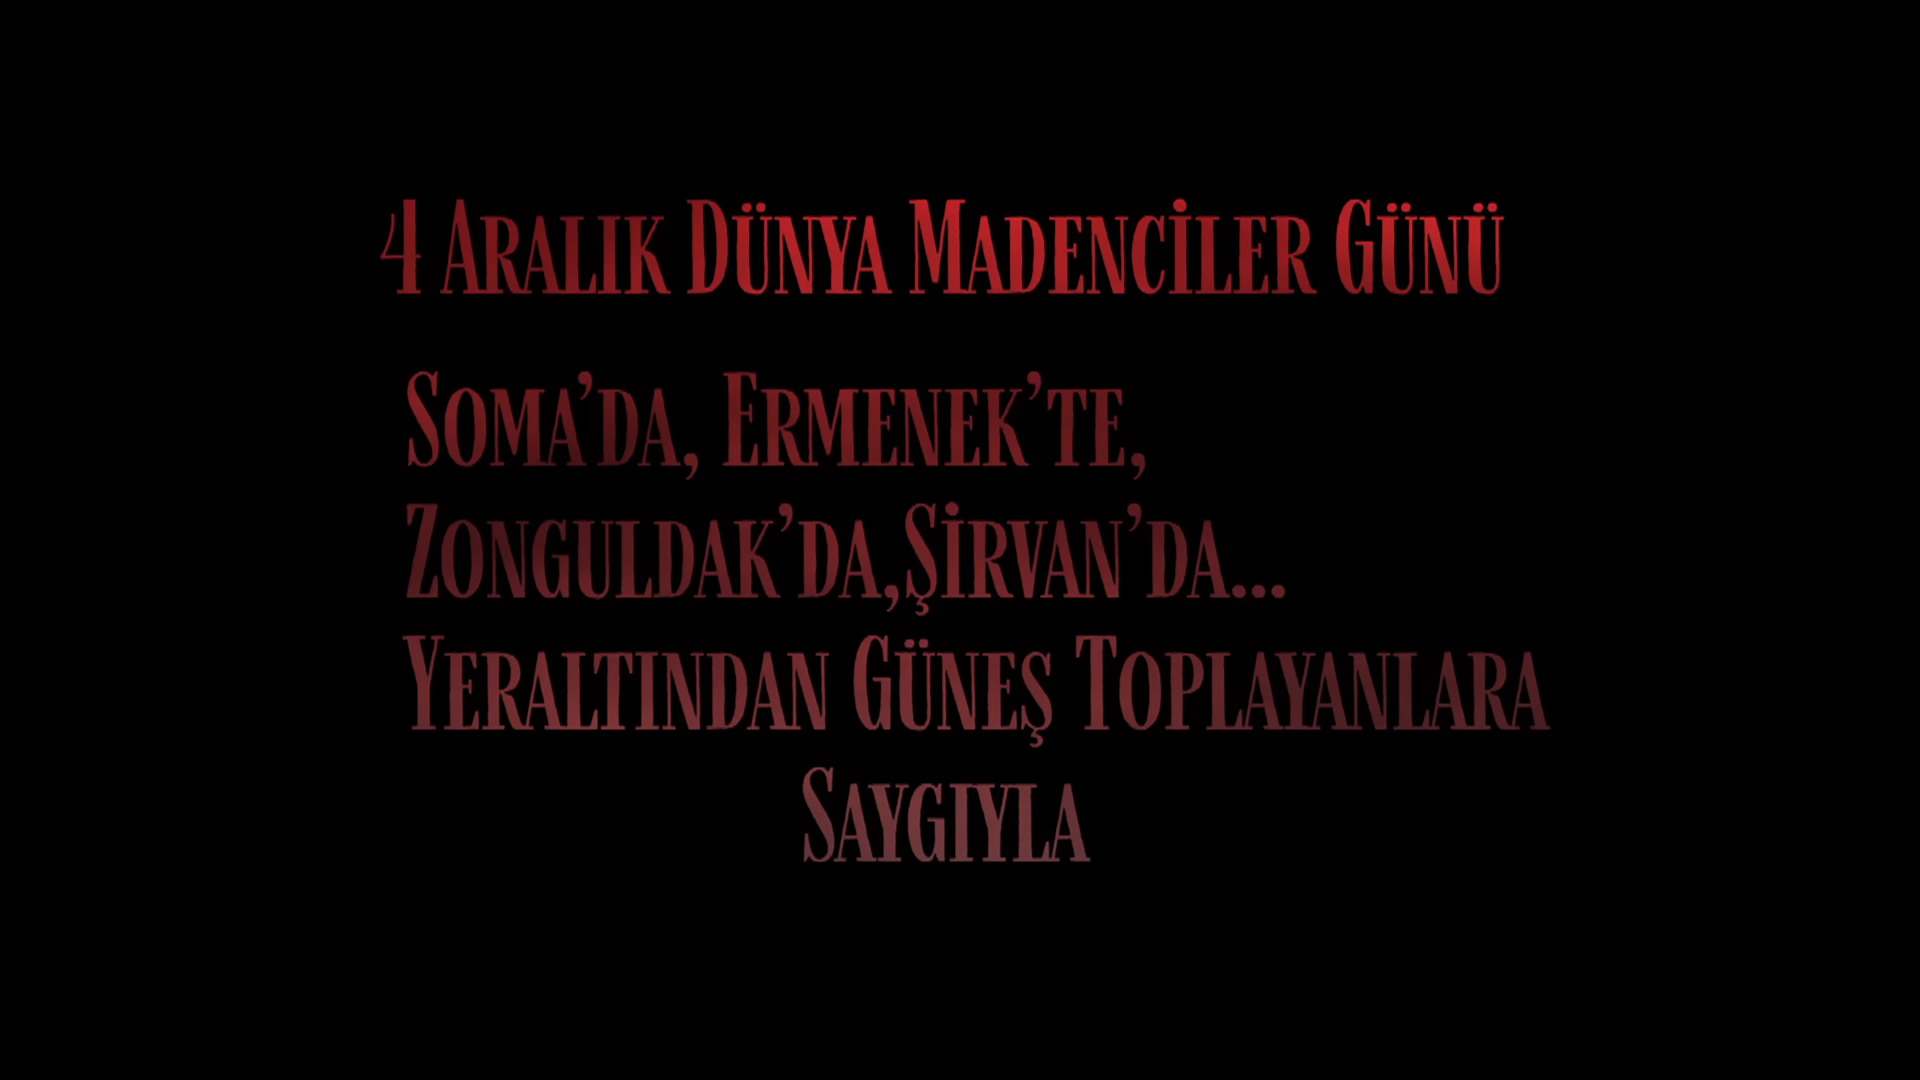 4 Aralık Dünya Madenciler Günü
Soma’da, Ermenek’te,
Zonguldak’da,Şirvan’da...
Yeraltından Güneş Toplayanlara
Saygıyla